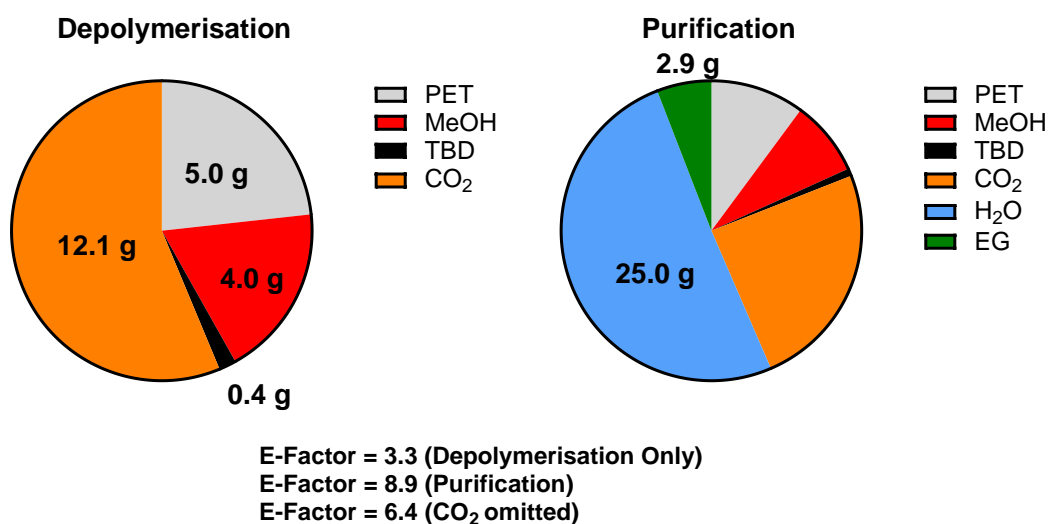 Depolymerisation
5.0 g
4.0 g
0.4 g
12.1 g
PET
MeOH
TBD
CO₂
Purification
2.9 g
25.0 g
PET
MeOH
TBD
CO₂
H₂O
EG
E-Factor = 3.3 (Depolymerisation Only)
E-Factor = 8.9 (Purification)
E-Factor = 6.4 (CO₂ omitted)